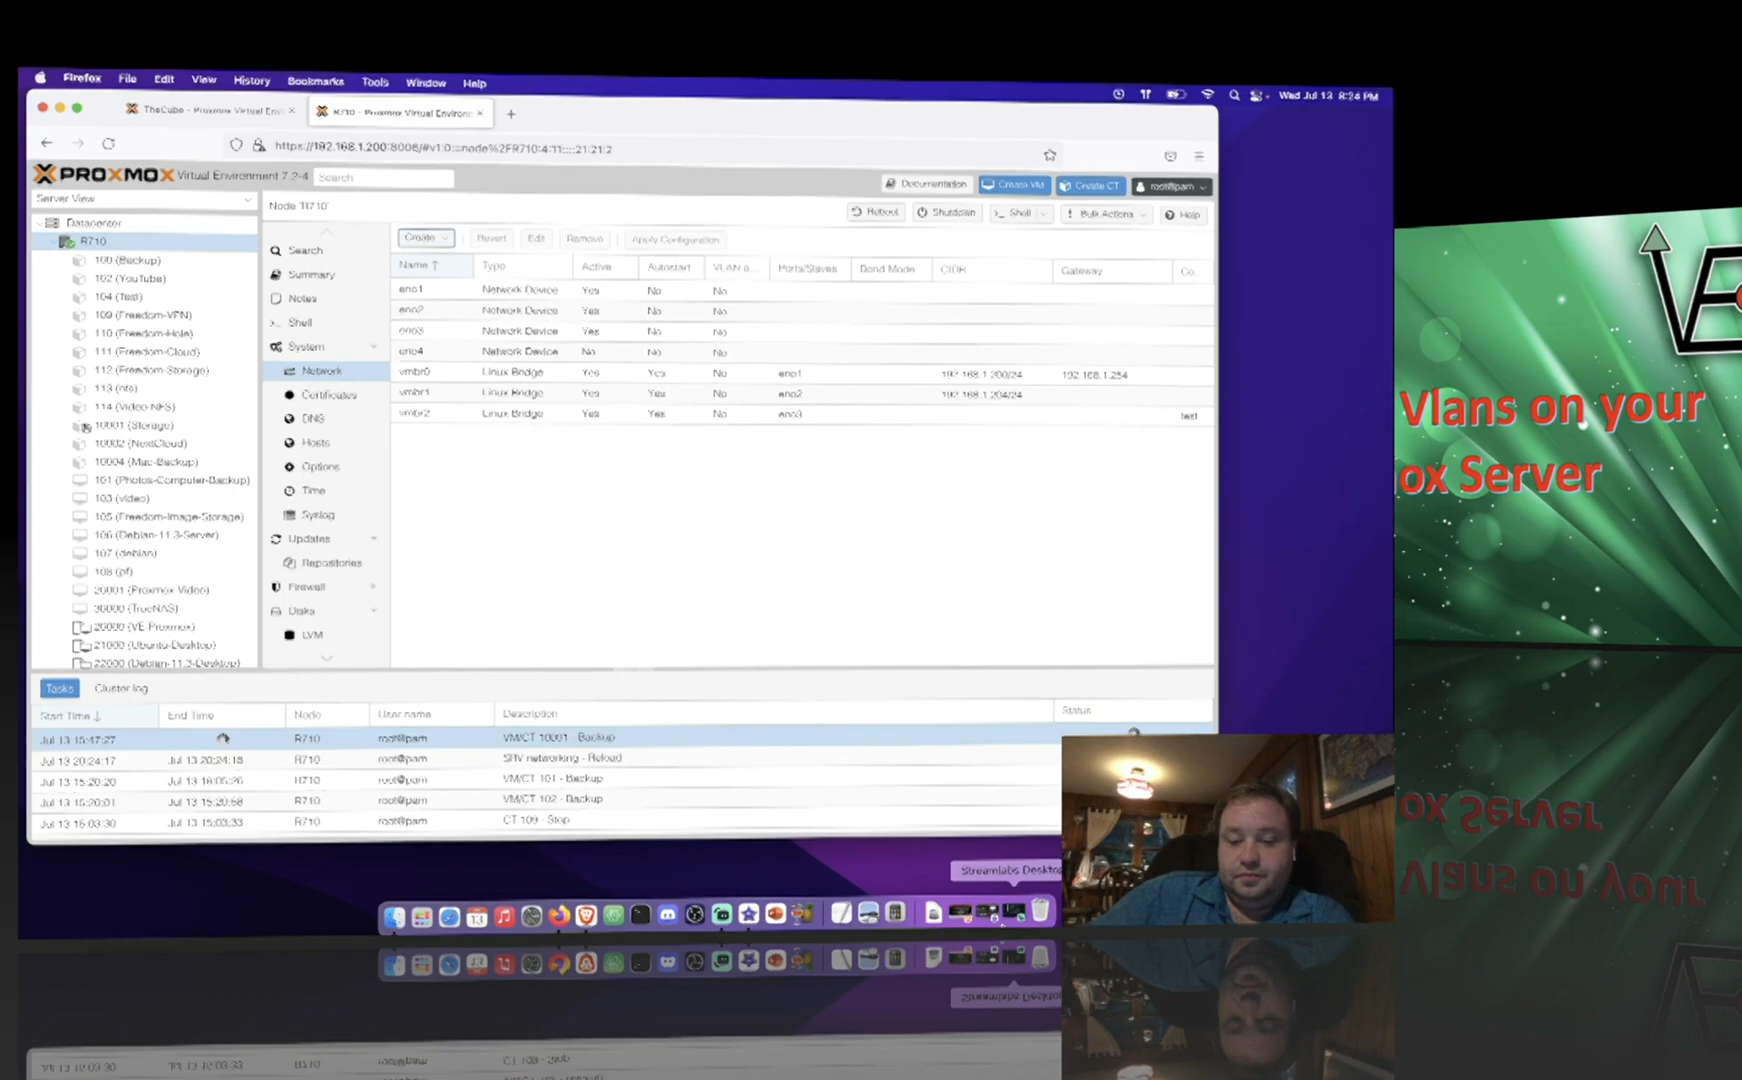 Firefox File Edit View History Bookmarks Tools Window Help
Wed Jul 13 8:24 PM
TheCube - Proxmox Virtual Env
R710 - Proxmox Virtual Environ
https://192.168.1.200:8006/#v1:0:=node%2FR710:4:11::::21:21:2
PROXMOX Virtual Environment 7.2-4 Search
Documentation Create VM Create CT root@pam
Server View
Node 'R710'
Reboot Shutdown Shell Bulk Actions Help
Datacenter
R710
100 (Backup)
102 (YouTube)
104 (Test)
109 (Freedom-VPN)
110 (Freedom-Hole)
111 (Freedom-Cloud)
112 (Freedom-Storage)
113 (nfs)
114 (Video-NFS)
10001 (Storage)
10002 (NextCloud)
10004 (Mac-Backup)
101 (Photos-Computer-Backup)
103 (video)
105 (Freedom-Image-Storage)
106 (Debian-11.3-Server)
107 (debian)
108 (pf)
20001 (Proxmox-Video)
30000 (TrueNAS)
20000 (VE-Proxmox)
21000 (Ubuntu-Desktop)
22000 (Debian-11.3-Desktop)
Search
Summary
Notes
Shell
System
Network
Certificates
DNS
Hosts
Options
Time
Syslog
Updates
Repositories
Firewall
Disks
LVM
Create Revert Edit Remove Apply Configuration
Name Type Active Autostart VLAN a... Ports/Slaves Bond Mode CIDR Gateway Co...
eno1 Network Device Yes No No
eno2 Network Device Yes No No
eno3 Network Device Yes No No
eno4 Network Device No No No
vmbr0 Linux Bridge Yes Yes No eno1 192.168.1.200/24 192.168.1.254
vmbr1 Linux Bridge Yes Yes No eno2 192.168.1.204/24
vmbr2 Linux Bridge Yes Yes No eno3 test
Tasks Cluster log
Start Time End Time Node User name Description Status
Jul 13 15:47:27 R710 root@pam VM/CT 10001 - Backup
Jul 13 20:24:17 Jul 13 20:24:18 R710 root@pam SRV networking - Reload
Jul 13 15:20:20 Jul 13 16:05:26 R710 root@pam VM/CT 101 - Backup
Jul 13 15:20:01 Jul 13 15:20:58 R710 root@pam VM/CT 102 - Backup
Jul 13 15:03:30 Jul 13 15:03:33 R710 root@pam CT 109 - Stop
Streamlabs Deskto
Vlans on your
ox Server